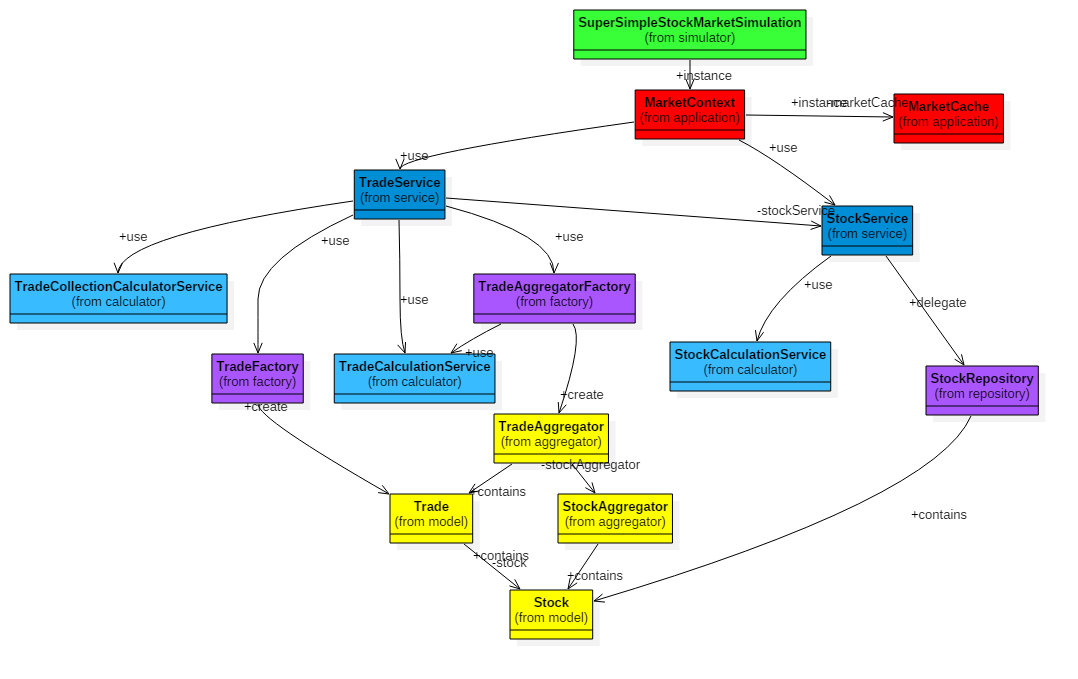 SuperSimpleStockMarketSimulation
(from simulator)
+instance
MarketContext
(from application)
+instance
-marketCache
MarketCache
(from application)
+use
+use
TradeService
(from service)
-stockService
StockService
(from service)
+use
+use
+use
+use
+use
+delegate
TradeCollectionCalculatorService
(from calculator)
TradeAggregatorFactory
(from factory)
+use
StockCalculationService
(from calculator)
TradeFactory
(from factory)
TradeCalculationService
(from calculator)
StockRepository
(from repository)
+create
+create
TradeAggregator
(from aggregator)
-stockAggregator
+contains
Trade
(from model)
StockAggregator
(from aggregator)
+contains
+contains
-stock
+contains
Stock
(from model)